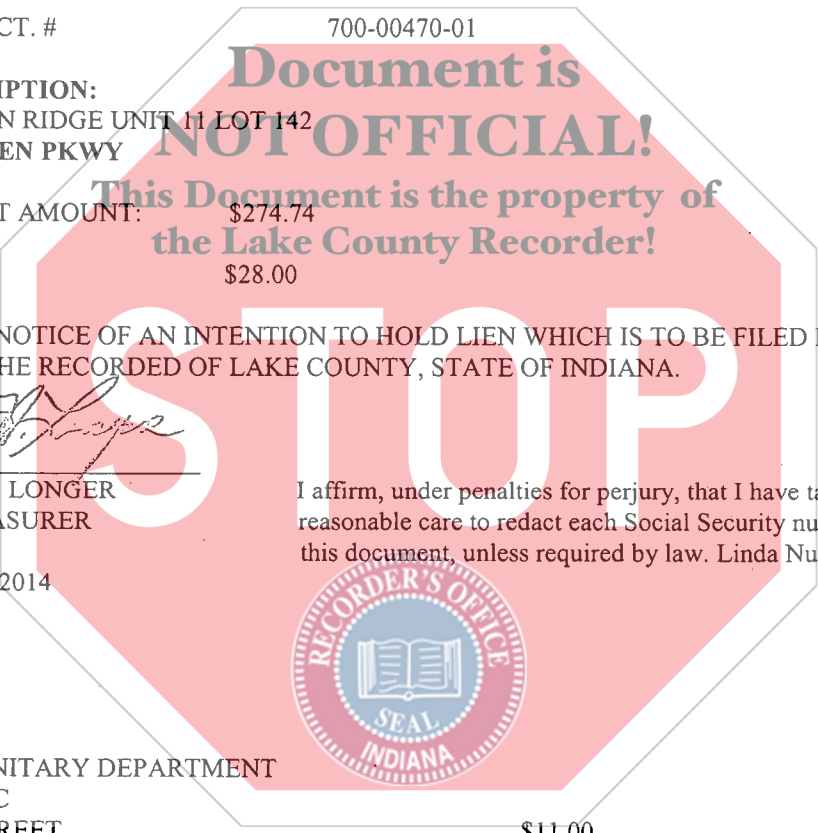 CT. # 700-00470-01
Document is
IPTION:
N RIDGE UNIT 11 LOT 142
NOT OFFICIAL!
EN PKWY
This Document is the property of
T AMOUNT: $274.74
the Lake County Recorder!
$28.00
NOTICE OF AN INTENTION TO HOLD LIEN WHICH IS TO BE FILED
HE RECORDED OF LAKE COUNTY, STATE OF INDIANA.
STOP
LONGER
ASURER
I affirm, under penalties for perjury, that I have ta
reasonable care to redact each Social Security nu
this document, unless required by law. Linda Nu
2014
RECORDER'S OFFICE
SEAL
INDIANA
NITARY DEPARTMENT
C
REET
$11.00